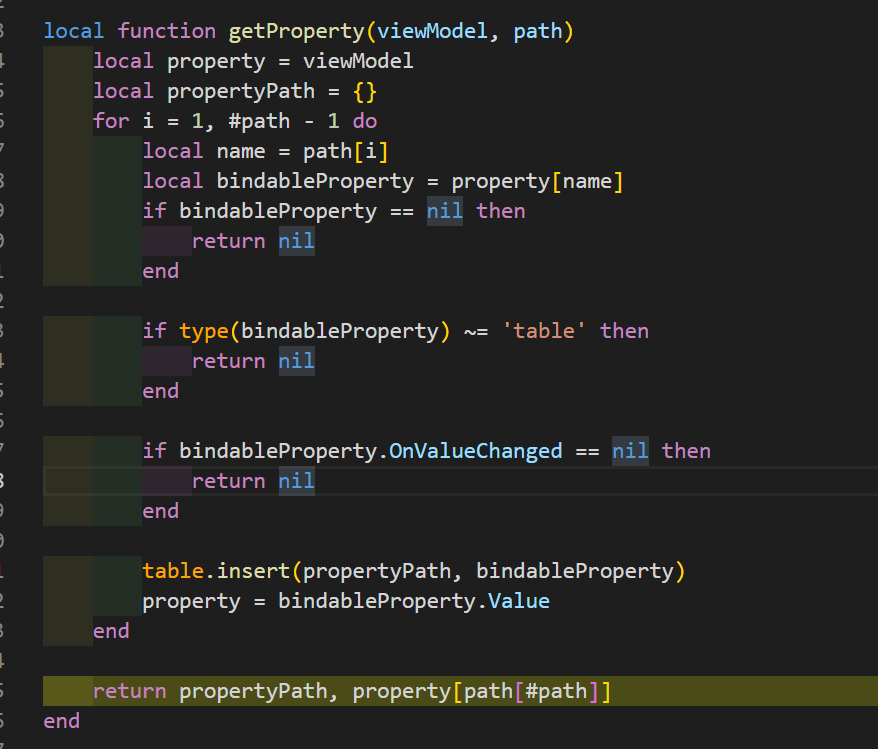 local function getProperty(viewModel, path)
    local property = viewModel
    local propertyPath = {}
    for i = 1, #path - 1 do
        local name = path[i]
        local bindableProperty = property[name]
        if bindableProperty == nil then
            return nil
        end

        if type(bindableProperty) ~= 'table' then
            return nil
        end

        if bindableProperty.OnValueChanged == nil then
            return nil
        end

        table.insert(propertyPath, bindableProperty)
        property = bindableProperty.Value
    end

    return propertyPath, property[path[#path]]
end